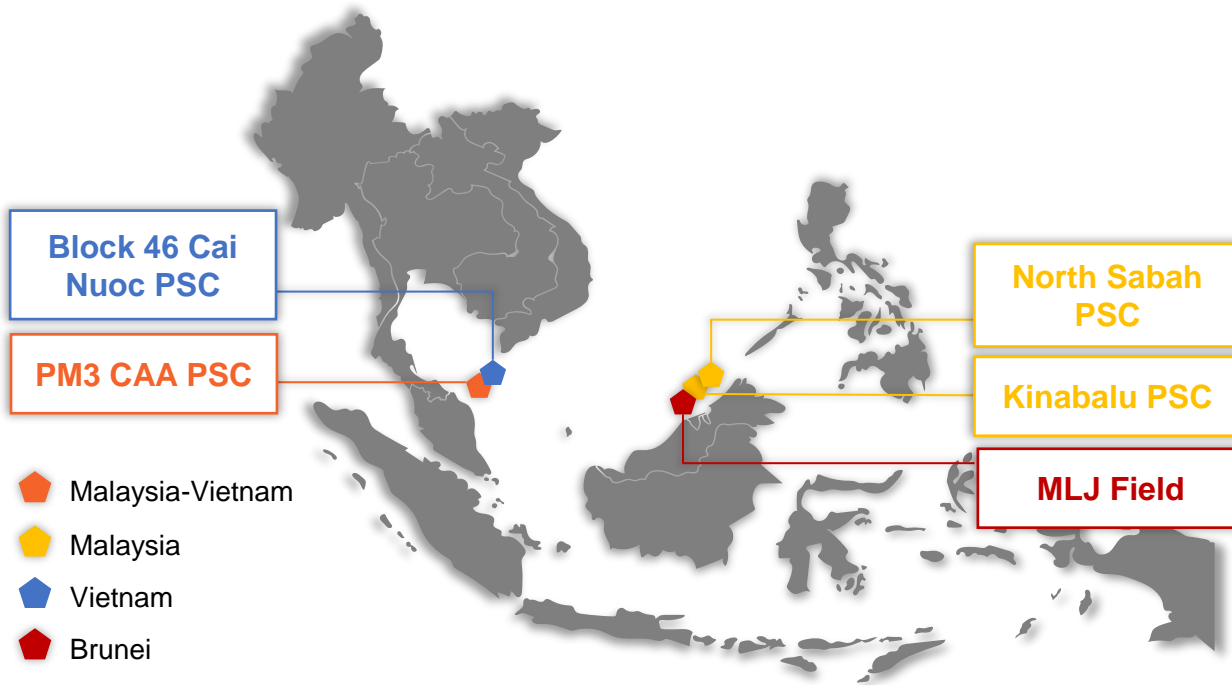 Block 46 Cai
Nuoc PSC
PM3 CAA PSC
North Sabah
PSC
Kinabalu PSC
MLJ Field
Malaysia-Vietnam
Malaysia
Vietnam
Brunei